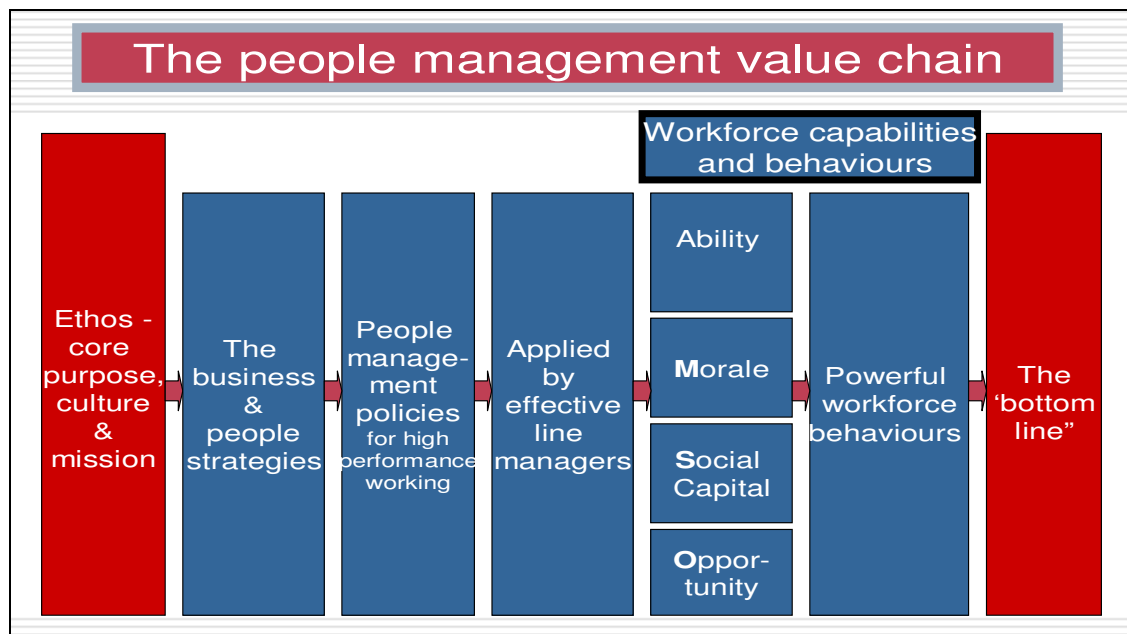 The people management value chain
Workforce capabilities
and behaviours
Ethos -
core
purpose,
culture
&
mission
The
business
&
people
strategies
People
manage-
ment
policies
for high
performance
working
Applied
by
effective
line
managers
Ability
Morale
Social
Capital
Oppor-
tunity
Powerful
workforce
behaviours
The
‘bottom
line”